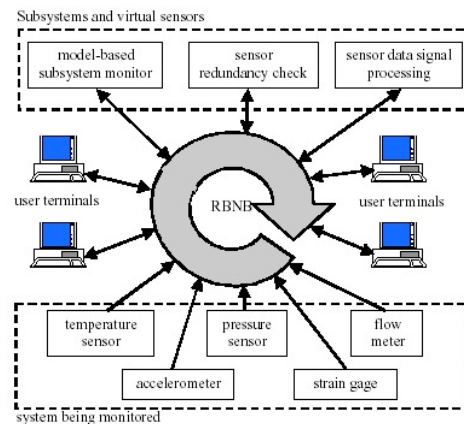 Subsystems and virtual sensors
model-based
subsystem monitor
sensor
redundancy check
sensor data signal
processing
user terminals
RBNB
user terminals
temperature
sensor
pressure
sensor
flow
meter
accelerometer
strain gage
system being monitored